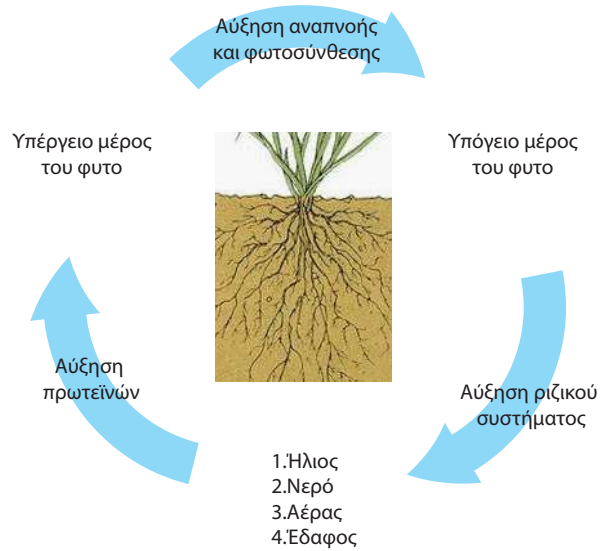 Αύξηση αναπνοής
και φωτοσύνθεσης
Υπέργειο μέρος
του φυτο
Υπόγειο μέρος
του φυτο
Αύξηση
πρωτεϊνών
Αύξηση ριζικού
συστήματος
1.Ήλιος
2.Νερό
3.Αέρας
4.Έδαφος